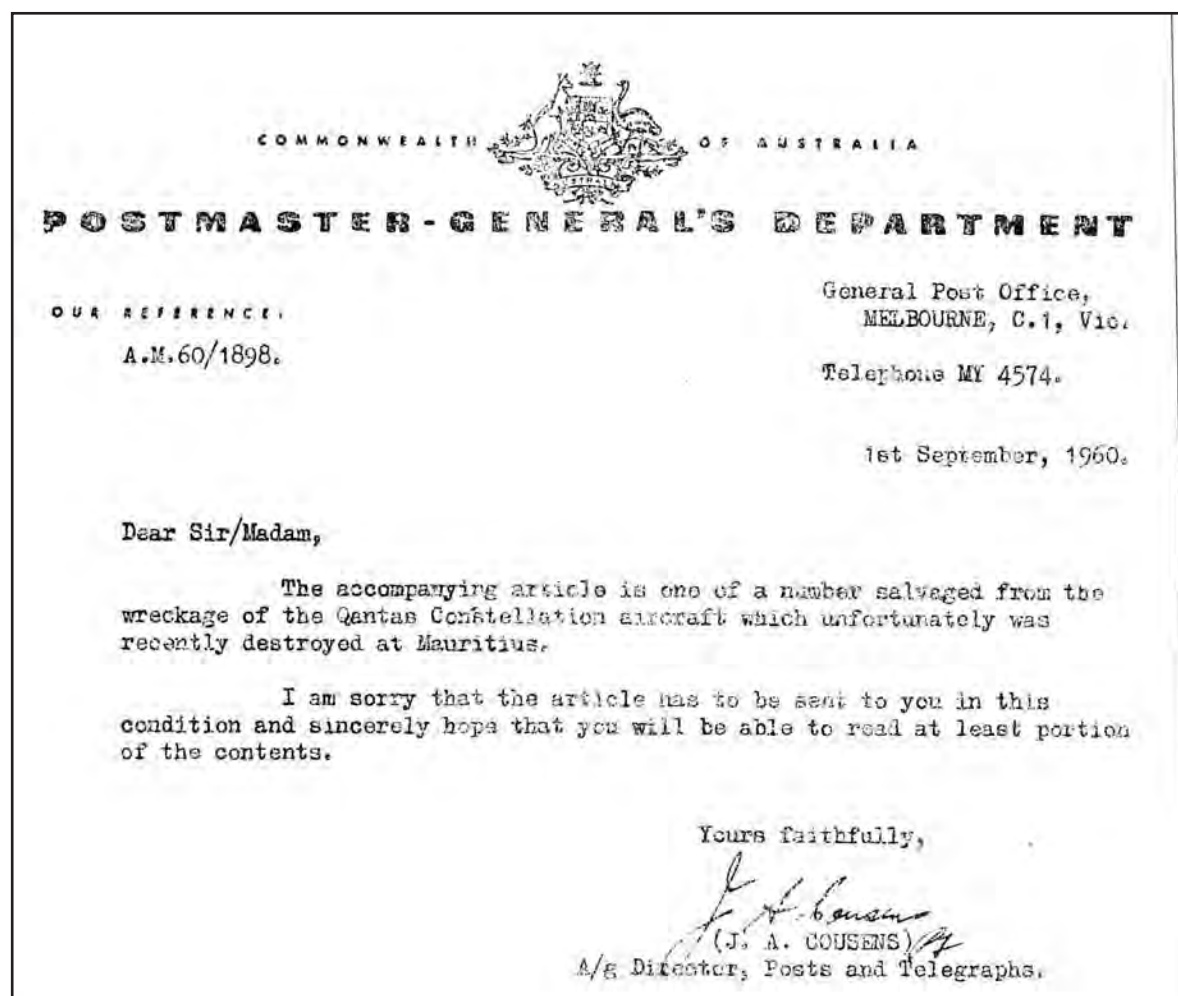 COMMONWEALTH OF AUSTRALIA
POSTMASTER-GENERAL'S DEPARTMENT
OUR REFERENCE:
A.M.60/1898.
General Post Office,
MELBOURNE, C.1, Vic.
Telephone MY 4574.
1st September, 1960.
Dear Sir/Madam,
The accompanying article is one of a number salvaged from the
wreckage of the Qantas Constellation aircraft which unfortunately was
recently destroyed at Mauritius.
I am sorry that the article has to be sent to you in this
condition and sincerely hope that you will be able to read at least portion
of the contents.
Yours faithfully,
J A Cousens
(J. A. COUSENS)
A/g Director, Posts and Telegraphs.